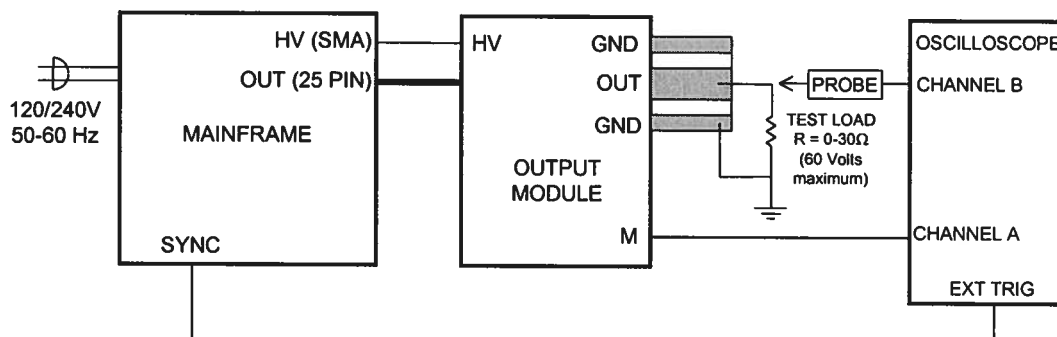 120/240V
50-60 Hz
HV (SMA)
OUT (25 PIN)
MAINFRAME
SYNC
HV
GND
OUT
GND
OUTPUT
MODULE
M
PROBE
TEST LOAD
R = 0-30Ω
(60 Volts
maximum)
OSCILLOSCOPE
CHANNEL B
CHANNEL A
EXT TRIG